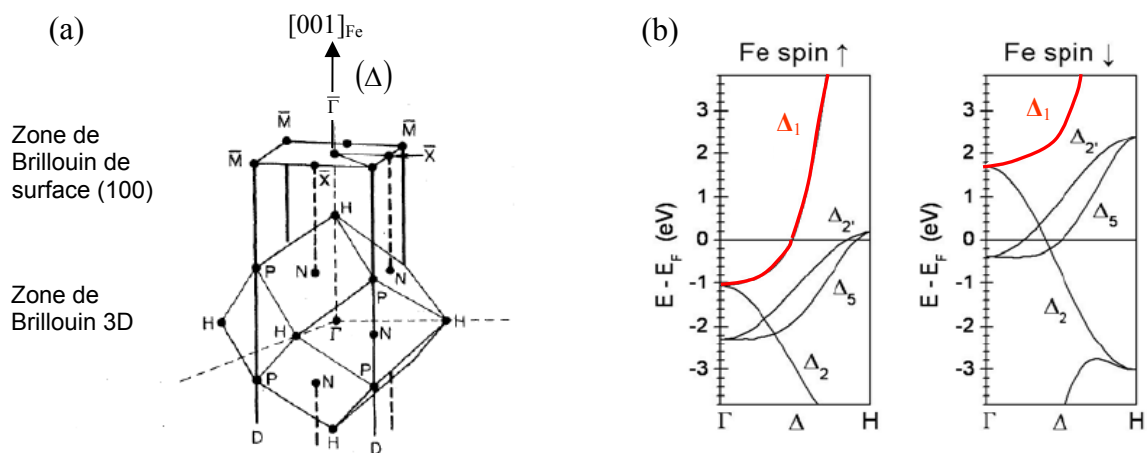 (a)
[001]Fe
(Δ)
Γ̅
M̅
M̅
M̅
X̅
X̅
Zone de
Brillouin de
surface (100)
H
P
N
N
P
Zone de
Brillouin 3D
H
H
Γ
H
N
P
P
N
H
D
D
(b)
Fe spin ↑
E - E_F (eV)
3
2
1
0
-1
-2
-3
Δ1
Δ2'
Δ5
Δ2
Γ
Δ
H
Fe spin ↓
E - E_F (eV)
3
2
1
0
-1
-2
-3
Δ1
Δ2'
Δ5
Δ2
Γ
Δ
H